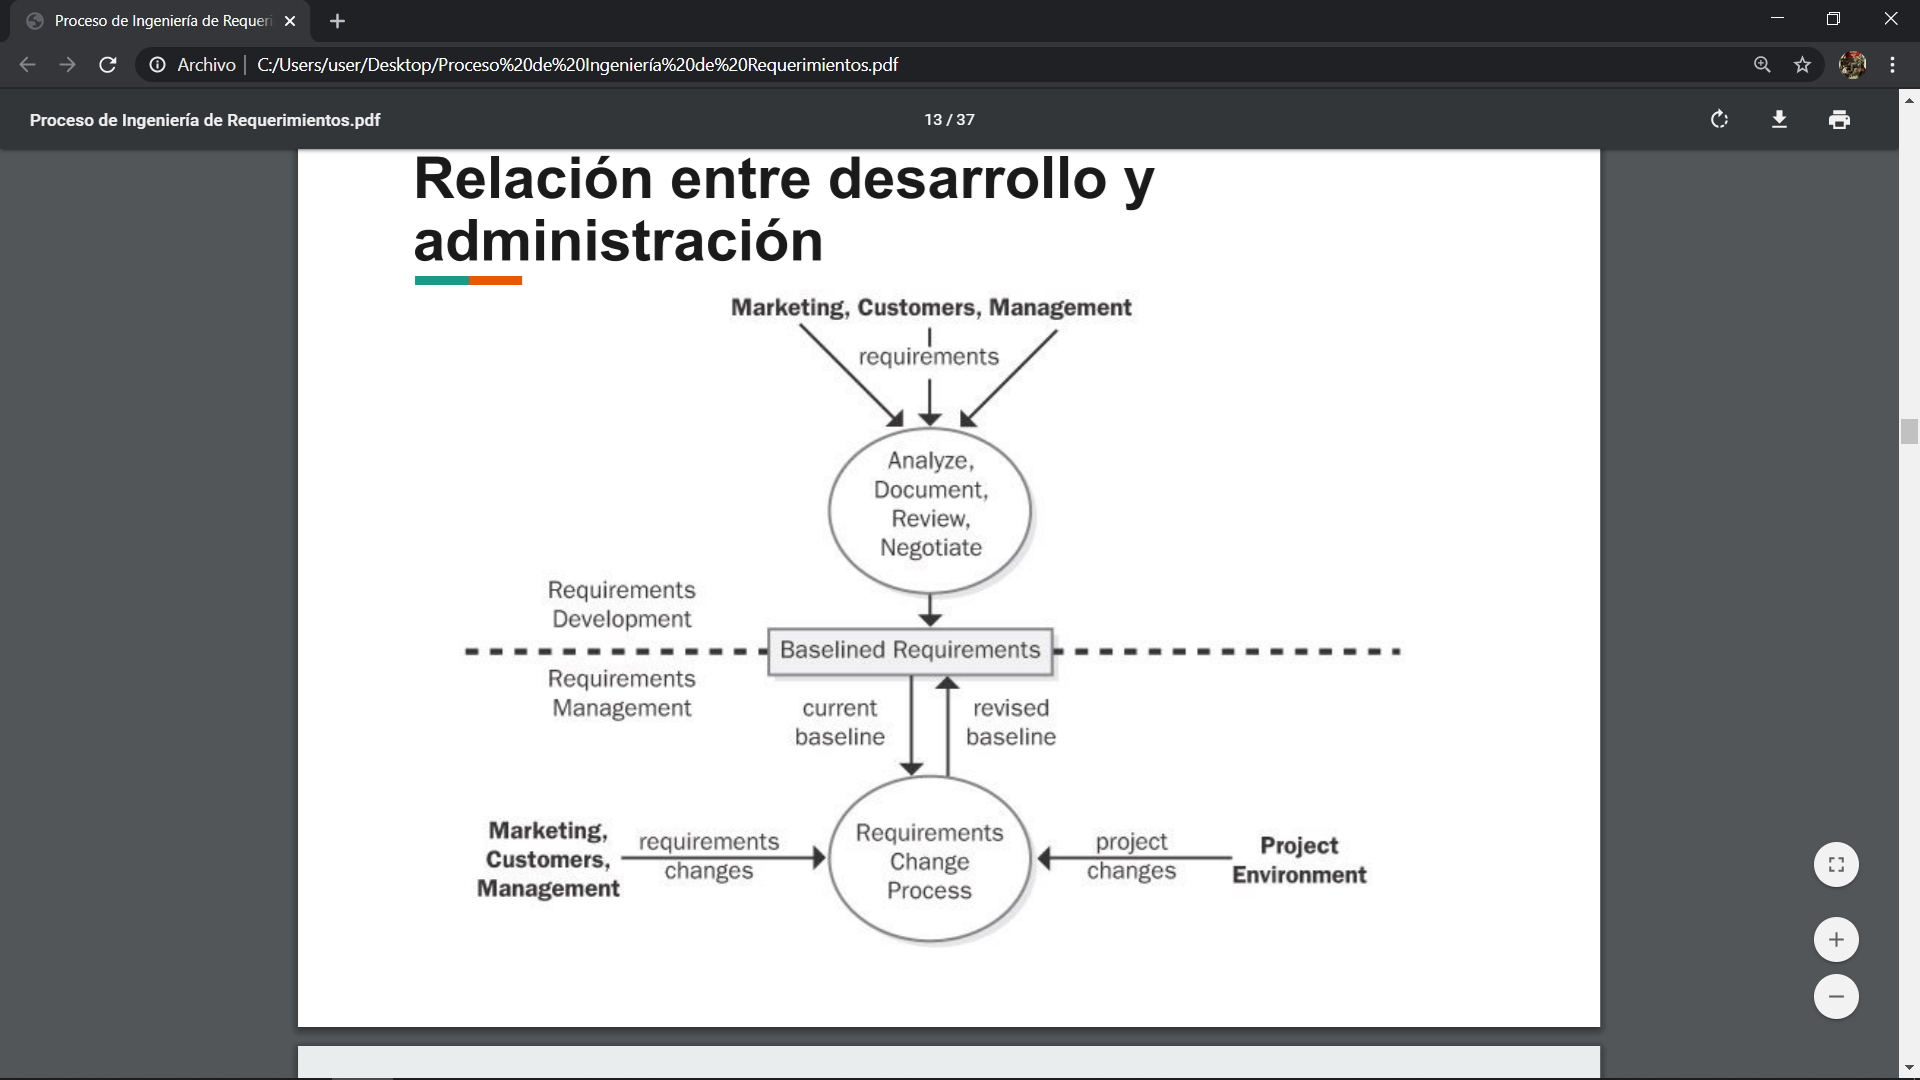 Proceso de Ingeniería de Requeri
Archivo
C:/Users/user/Desktop/Proceso%20de%20Ingeniería%20de%20Requerimientos.pdf
Proceso de Ingeniería de Requerimientos.pdf
13 / 37
Relación entre desarrollo y
administración
Marketing, Customers, Management
requirements
Analyze,
Document,
Review,
Negotiate
Requirements
Development
Baselined Requirements
Requirements
Management
current
baseline
revised
baseline
Marketing,
Customers,
Management
requirements
changes
Requirements
Change
Process
project
changes
Project
Environment